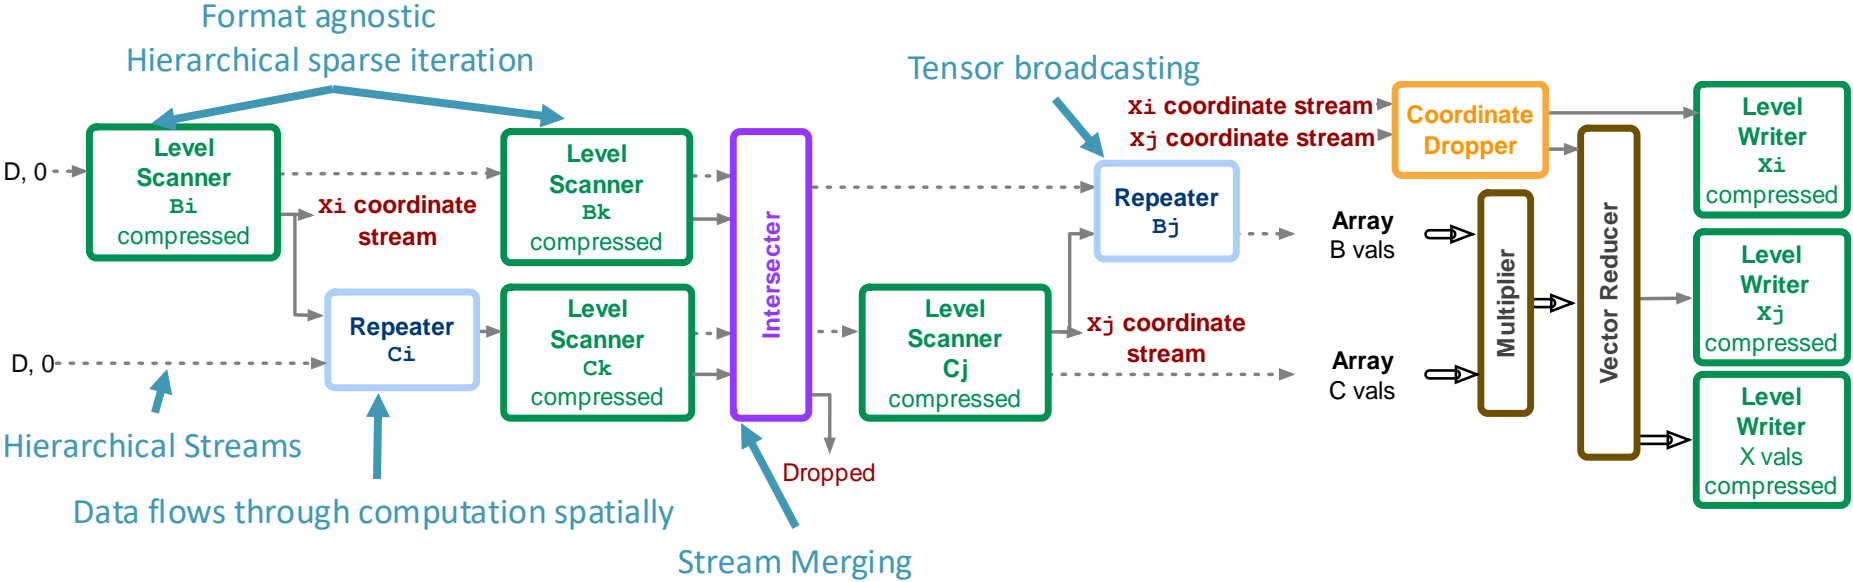 Format agnostic
Hierarchical sparse iteration
D, 0
Level
Scanner
Bi
compressed
Xi coordinate
stream
D, 0
Repeater
Ci
Level
Scanner
Bk
compressed
Level
Scanner
Ck
compressed
Intersecter
Dropped
Level
Scanner
Cj
compressed
Xj coordinate
stream
Tensor broadcasting
Repeater
Bj
Xi coordinate stream
Xj coordinate stream
Coordinate
Dropper
Array
B vals
Array
C vals
Multiplier
Vector Reducer
Level
Writer
Xi
compressed
Level
Writer
Xj
compressed
Level
Writer
X vals
compressed
Hierarchical Streams
Data flows through computation spatially
Stream Merging